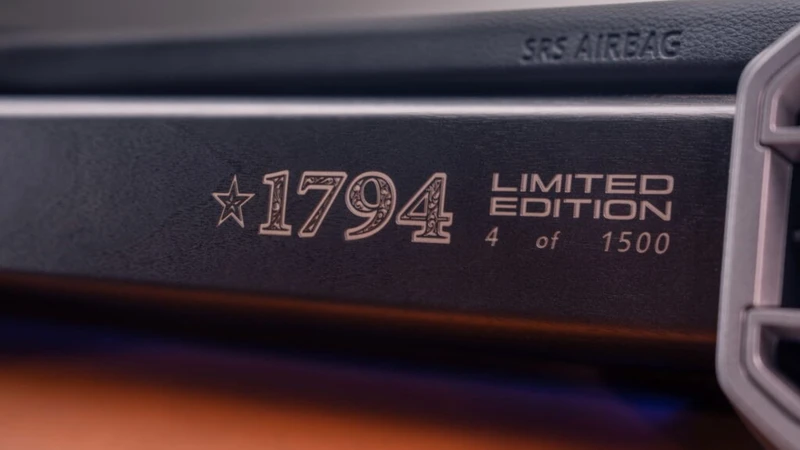 SRS AIRBAG
1794
LIMITED
EDITION
4 of 1500